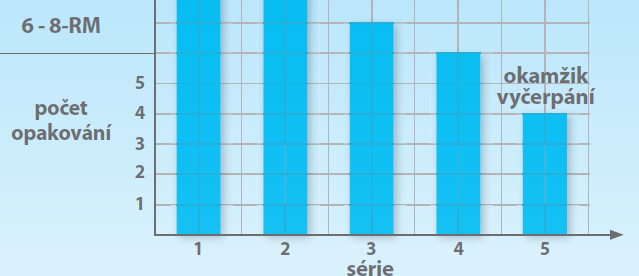 6 - 8-RM
okamžik
vyčerpání
počet
opakování
5
4
3
2
1
1 2 3 4 5
série